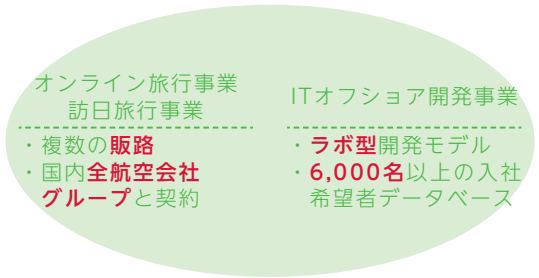 オンライン旅行事業
訪日旅行事業
・複数の販路
・国内全航空会社
グループと契約
ITオフショア開発事業
・ラボ型開発モデル
・6,000名以上の入社
希望者データベース